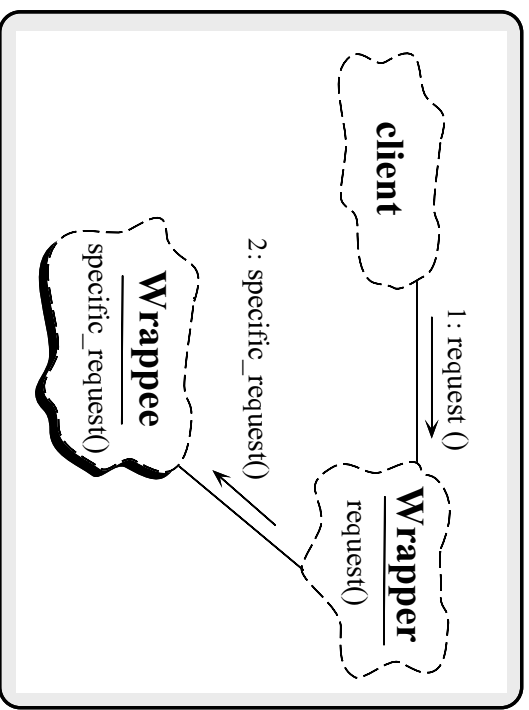 client
1: request ()
Wrapper
request()
2: specific_request()
Wrappee
specific_request()